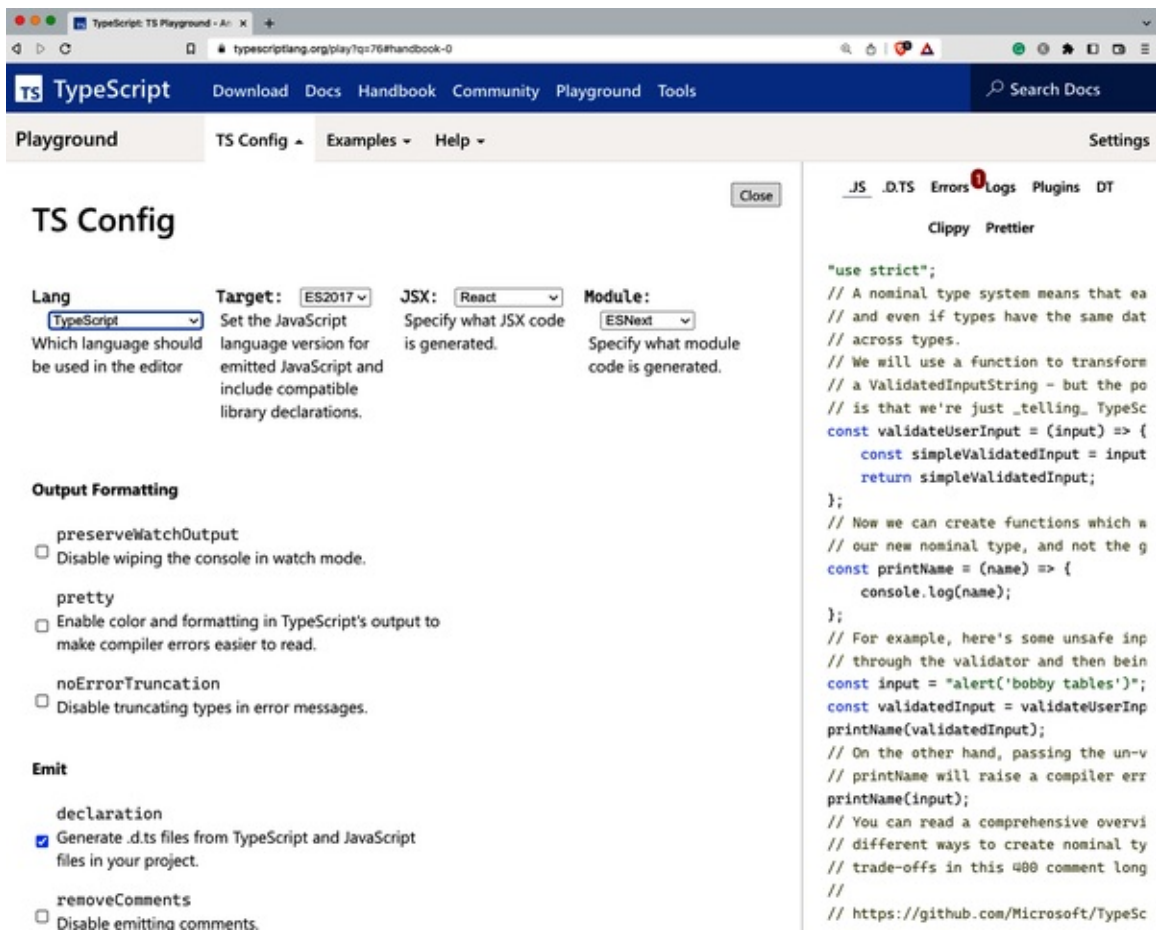 TypeScript: TS Playground - An
typescriptlang.org/play?q=76#handbook-0
TS TypeScript Download Docs Handbook Community Playground Tools Search Docs
Playground TS Config Examples Help Settings
Close
TS Config
Lang
TypeScript
Which language should
be used in the editor
Target: ES2017
Set the JavaScript
language version for
emitted JavaScript and
include compatible
library declarations.
JSX: React
Specify what JSX code
is generated.
Module:
ESNext
Specify what module
code is generated.
Output Formatting
preserveWatchOutput
Disable wiping the console in watch mode.
pretty
Enable color and formatting in TypeScript's output to
make compiler errors easier to read.
noErrorTruncation
Disable truncating types in error messages.
Emit
declaration
Generate .d.ts files from TypeScript and JavaScript
files in your project.
removeComments
Disable emitting comments.
.JS .D.TS Errors 1 Logs Plugins DT
Clippy Prettier
"use strict";
// A nominal type system means that ea
// and even if types have the same dat
// across types.
// We will use a function to transform
// a ValidatedInputString - but the po
// is that we're just _telling_ TypeSc
const validateUserInput = (input) => {
const simpleValidatedInput = input
return simpleValidatedInput;
};
// Now we can create functions which w
// our new nominal type, and not the g
const printName = (name) => {
console.log(name);
};
// For example, here's some unsafe inp
// through the validator and then bein
const input = "alert('bobby tables')";
const validatedInput = validateUserInp
printName(validatedInput);
// On the other hand, passing the un-v
// printName will raise a compiler err
printName(input);
// You can read a comprehensive overvi
// different ways to create nominal ty
// trade-offs in this 400 comment long
//
// https://github.com/Microsoft/TypeSc